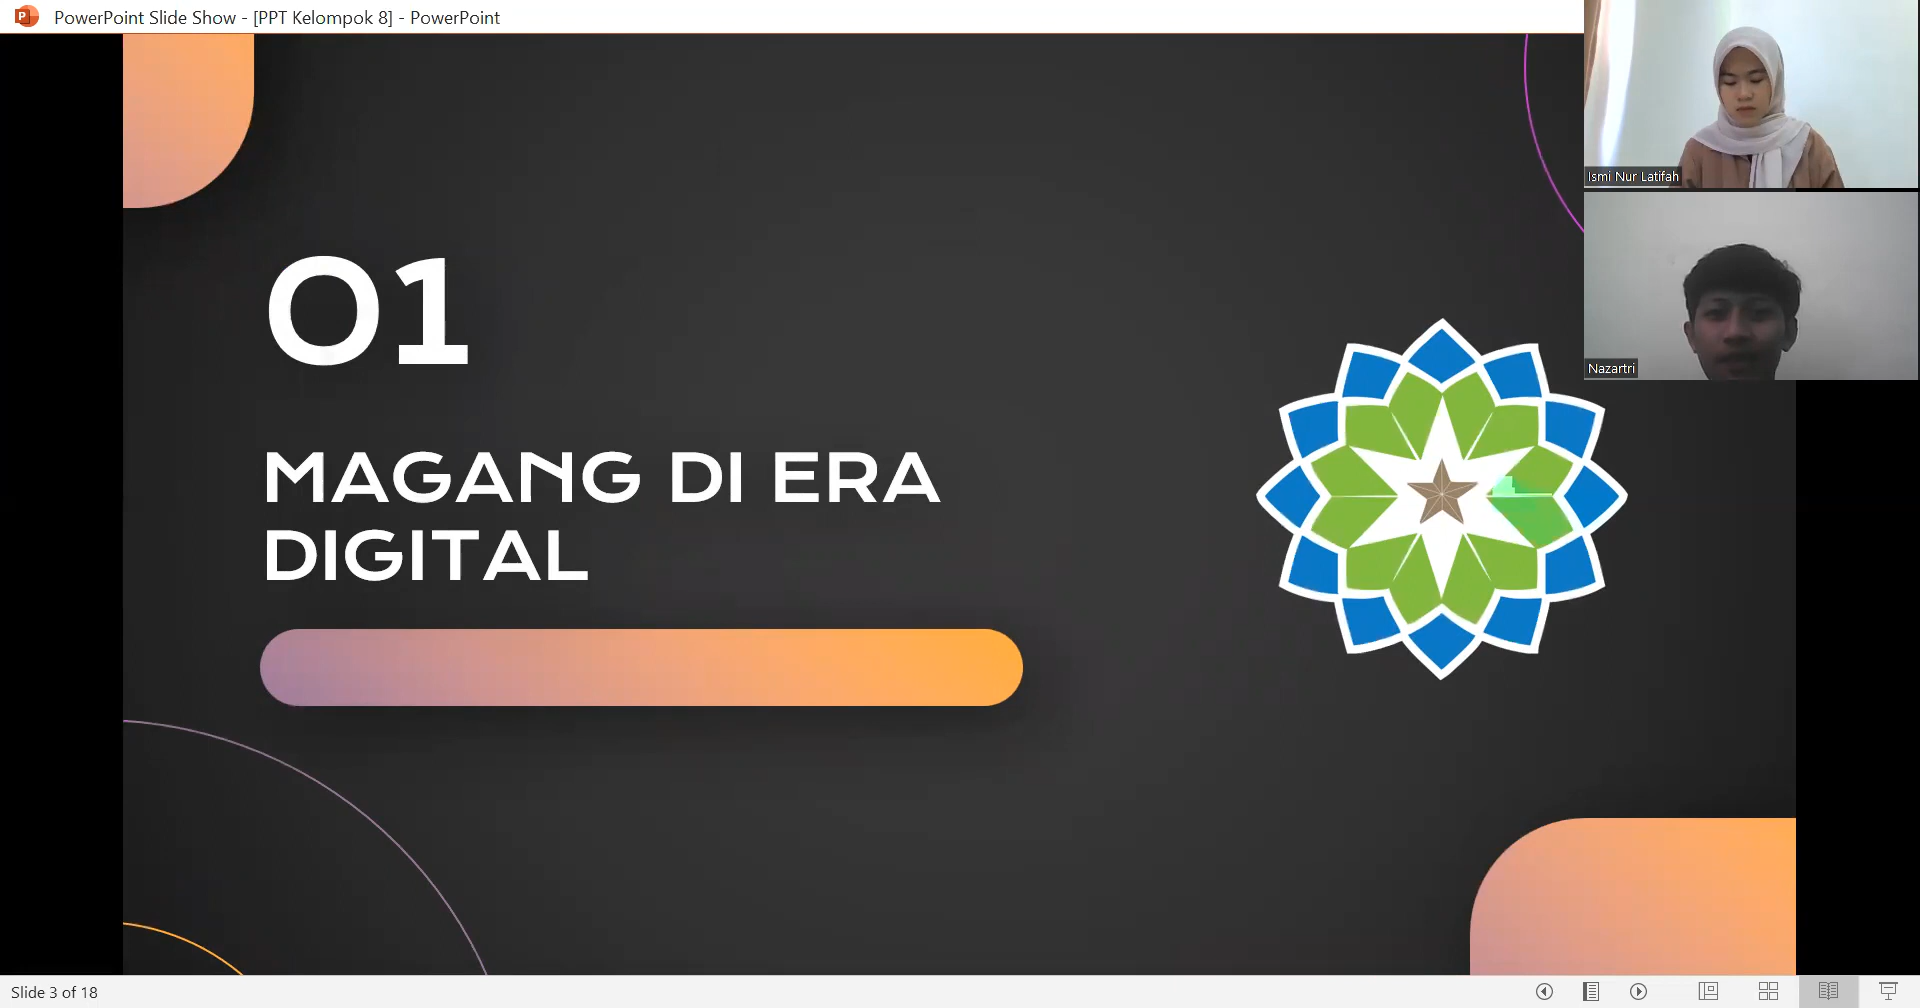 PowerPoint Slide Show - [PPT Kelompok 8] - PowerPoint
Ismi Nur Latifah
Nazartri
01
MAGANG DI ERA
DIGITAL
Slide 3 of 18